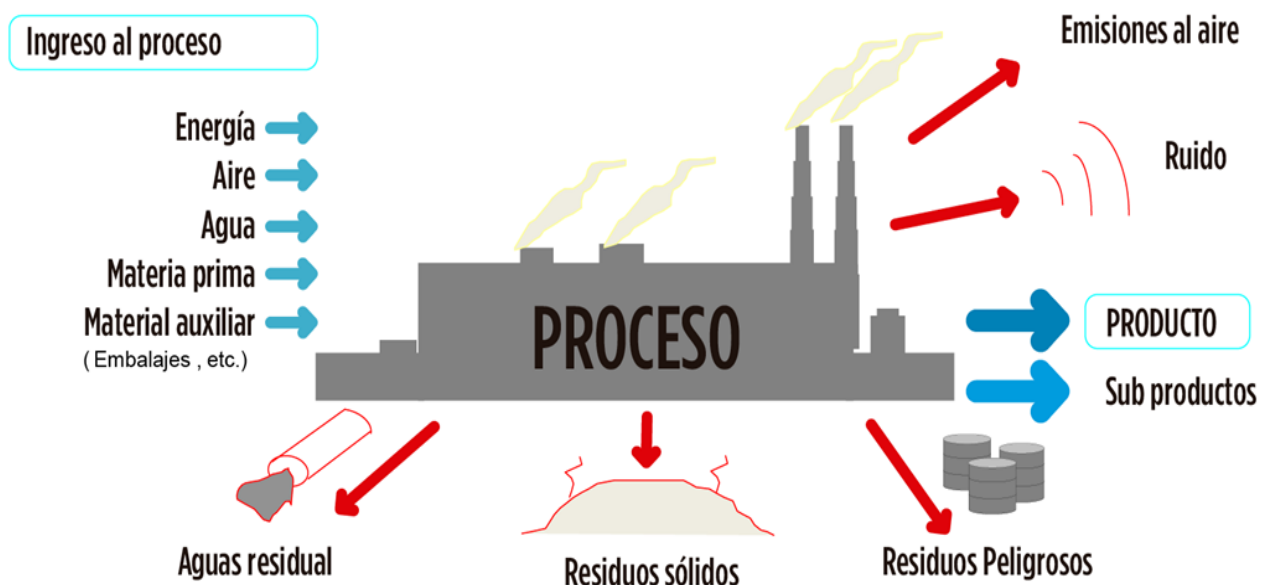 Ingreso al proceso
Energía
Aire
Agua
Materia prima
Material auxiliar
( Embalajes , etc.)
PROCESO
Emisiones al aire
Ruido
PRODUCTO
Sub productos
Aguas residual
Residuos sólidos
Residuos Peligrosos